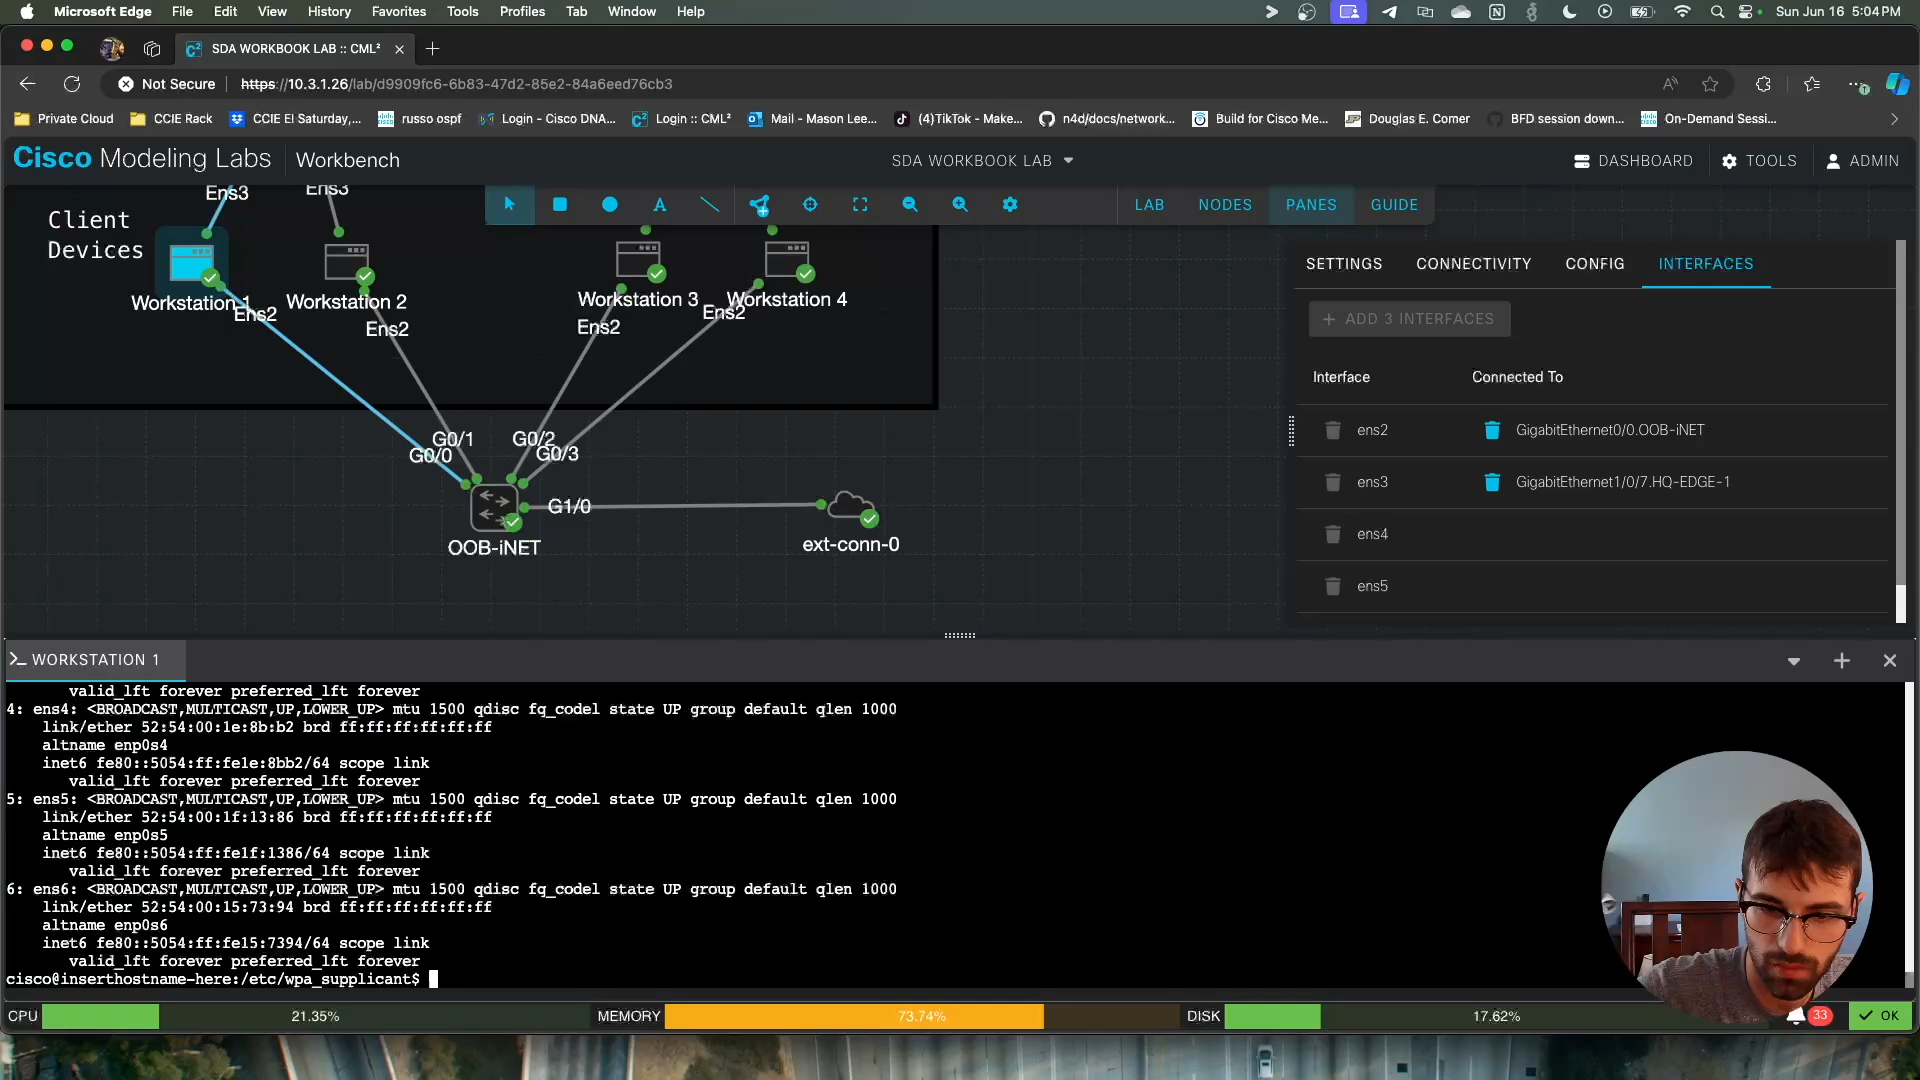 Microsoft Edge File Edit View History Favorites Tools Profiles Tab Window Help Sun Jun 16 5:04 PM
SDA WORKBOOK LAB :: CML²
Not Secure https://10.3.1.26/lab/d9909fc6-6b83-47d2-85e2-84a6eed76cb3
Private Cloud CCIE Rack CCIE EI Saturday,... russo ospf Login - Cisco DNA... Login :: CML² Mail - Mason Lee... (4)TikTok - Make... n4d/docs/network... Build for Cisco Me... Douglas E. Comer BFD session down... On-Demand Sessi...
Cisco Modeling Labs Workbench SDA WORKBOOK LAB DASHBOARD TOOLS ADMIN
LAB NODES PANES GUIDE
Ens3 Ens3
Client
Devices
Workstation 1 Workstation 2 Workstation 3 Workstation 4
Ens2 Ens2 Ens2 Ens2
G0/1 G0/2
G0/0 G0/3
G1/0
OOB-iNET ext-conn-0
SETTINGS CONNECTIVITY CONFIG INTERFACES
+ ADD 3 INTERFACES
Interface Connected To
ens2 GigabitEthernet0/0.OOB-iNET
ens3 GigabitEthernet1/0/7.HQ-EDGE-1
ens4
ens5
WORKSTATION 1
valid_lft forever preferred_lft forever
4: ens4: <BROADCAST,MULTICAST,UP,LOWER_UP> mtu 1500 qdisc fq_codel state UP group default qlen 1000
link/ether 52:54:00:1e:8b:b2 brd ff:ff:ff:ff:ff:ff
altname enp0s4
inet6 fe80::5054:ff:fe1e:8bb2/64 scope link
valid_lft forever preferred_lft forever
5: ens5: <BROADCAST,MULTICAST,UP,LOWER_UP> mtu 1500 qdisc fq_codel state UP group default qlen 1000
link/ether 52:54:00:1f:13:86 brd ff:ff:ff:ff:ff:ff
altname enp0s5
inet6 fe80::5054:ff:fe1f:1386/64 scope link
valid_lft forever preferred_lft forever
6: ens6: <BROADCAST,MULTICAST,UP,LOWER_UP> mtu 1500 qdisc fq_codel state UP group default qlen 1000
link/ether 52:54:00:15:73:94 brd ff:ff:ff:ff:ff:ff
altname enp0s6
inet6 fe80::5054:ff:fe15:7394/64 scope link
valid_lft forever preferred_lft forever
cisco@inserthostname-here:/etc/wpa_supplicant$
CPU 21.35% MEMORY 73.74% DISK 17.62% 33 OK